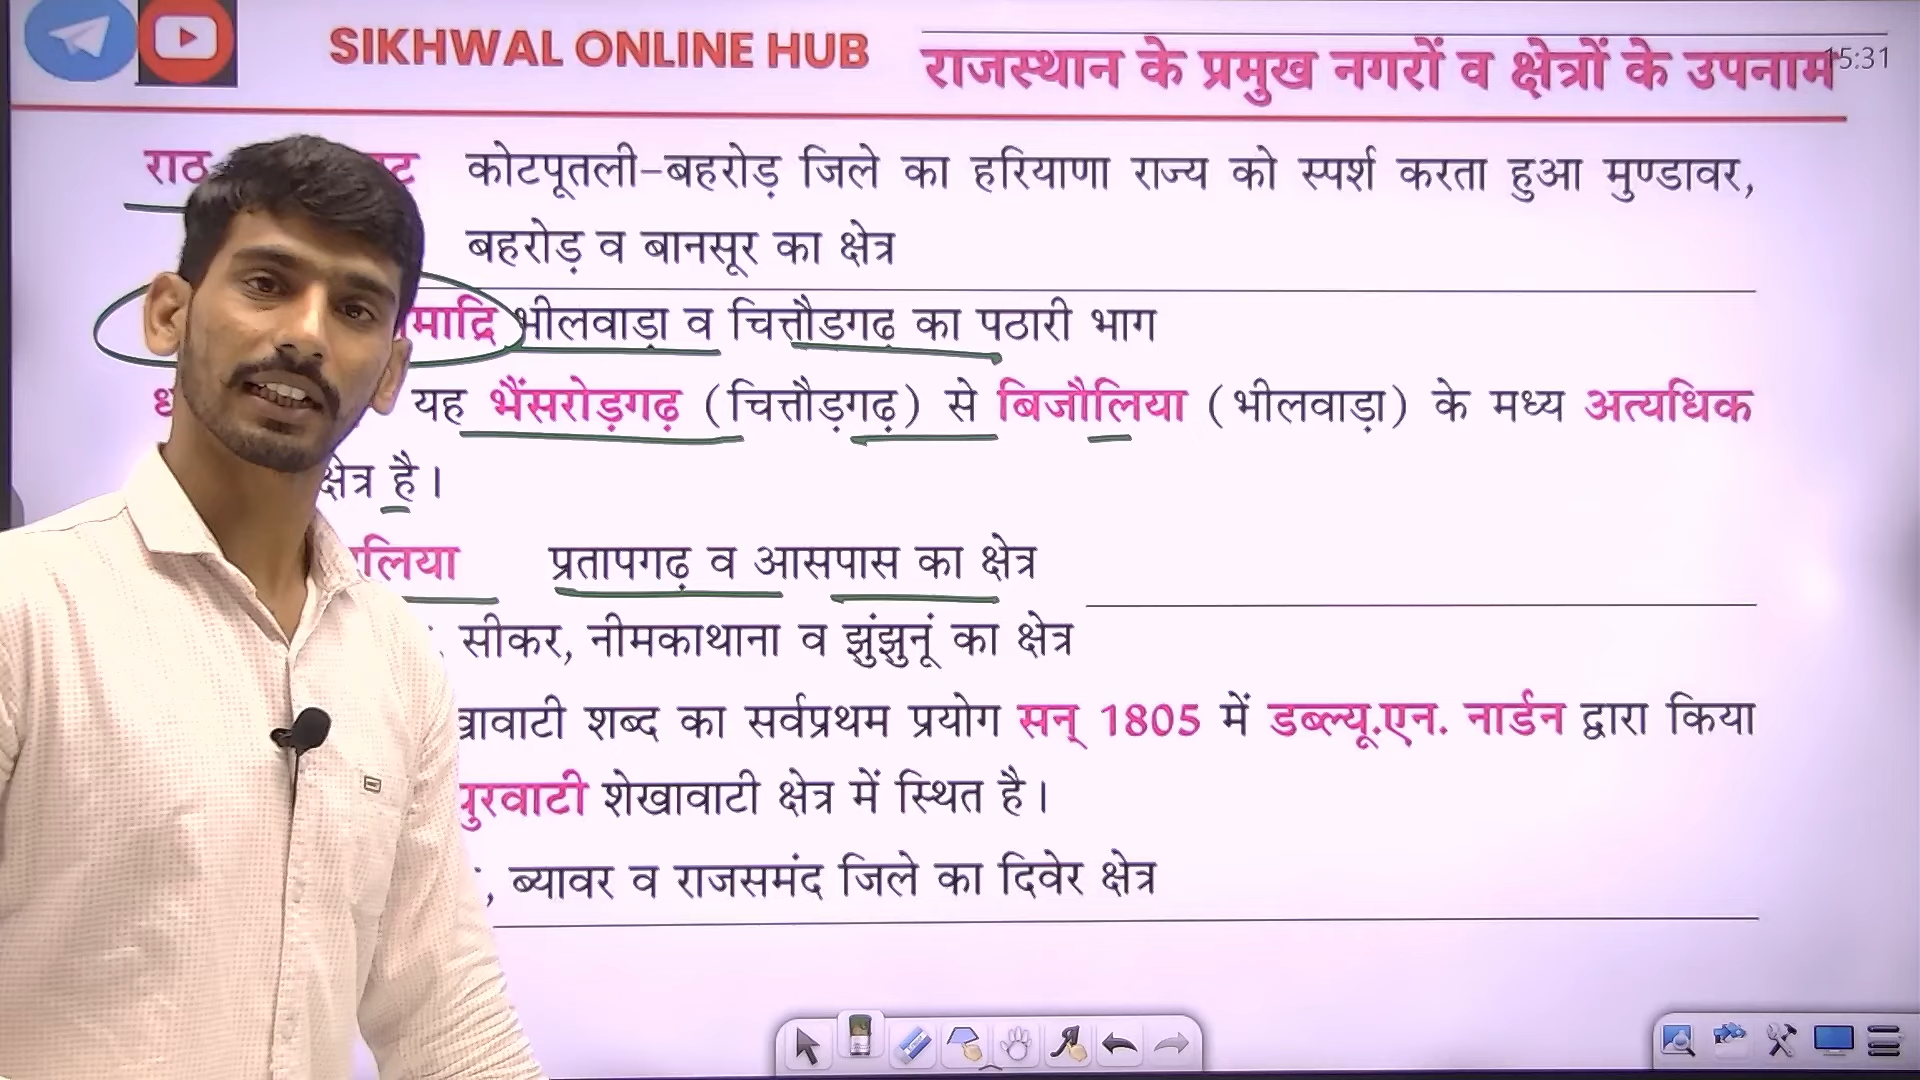 SIKHWAL ONLINE HUB
राजस्थान के प्रमुख नगरों व क्षेत्रों के उपनाम
15:31
राठ कोटपूतली-बहरोड़ जिले का हरियाणा राज्य को स्पर्श करता हुआ मुण्डावर,
बहरोड़ व बानसूर का क्षेत्र
भीलवाड़ा व चित्तौडगढ का पठारी भाग
यह भैंसरोड़गढ़ (चित्तौड़गढ़) से बिजौलिया (भीलवाड़ा) के मध्य अत्यधिक
क्षेत्र है।
प्रतापगढ़ व आसपास का क्षेत्र
सीकर, नीमकाथाना व झुंझुनूं का क्षेत्र
शब्द का सर्वप्रथम प्रयोग सन् 1805 में डब्ल्यू.एन. नार्डन द्वारा किया
शेखावाटी क्षेत्र में स्थित है।
, ब्यावर व राजसमंद जिले का दिवेर क्षेत्र